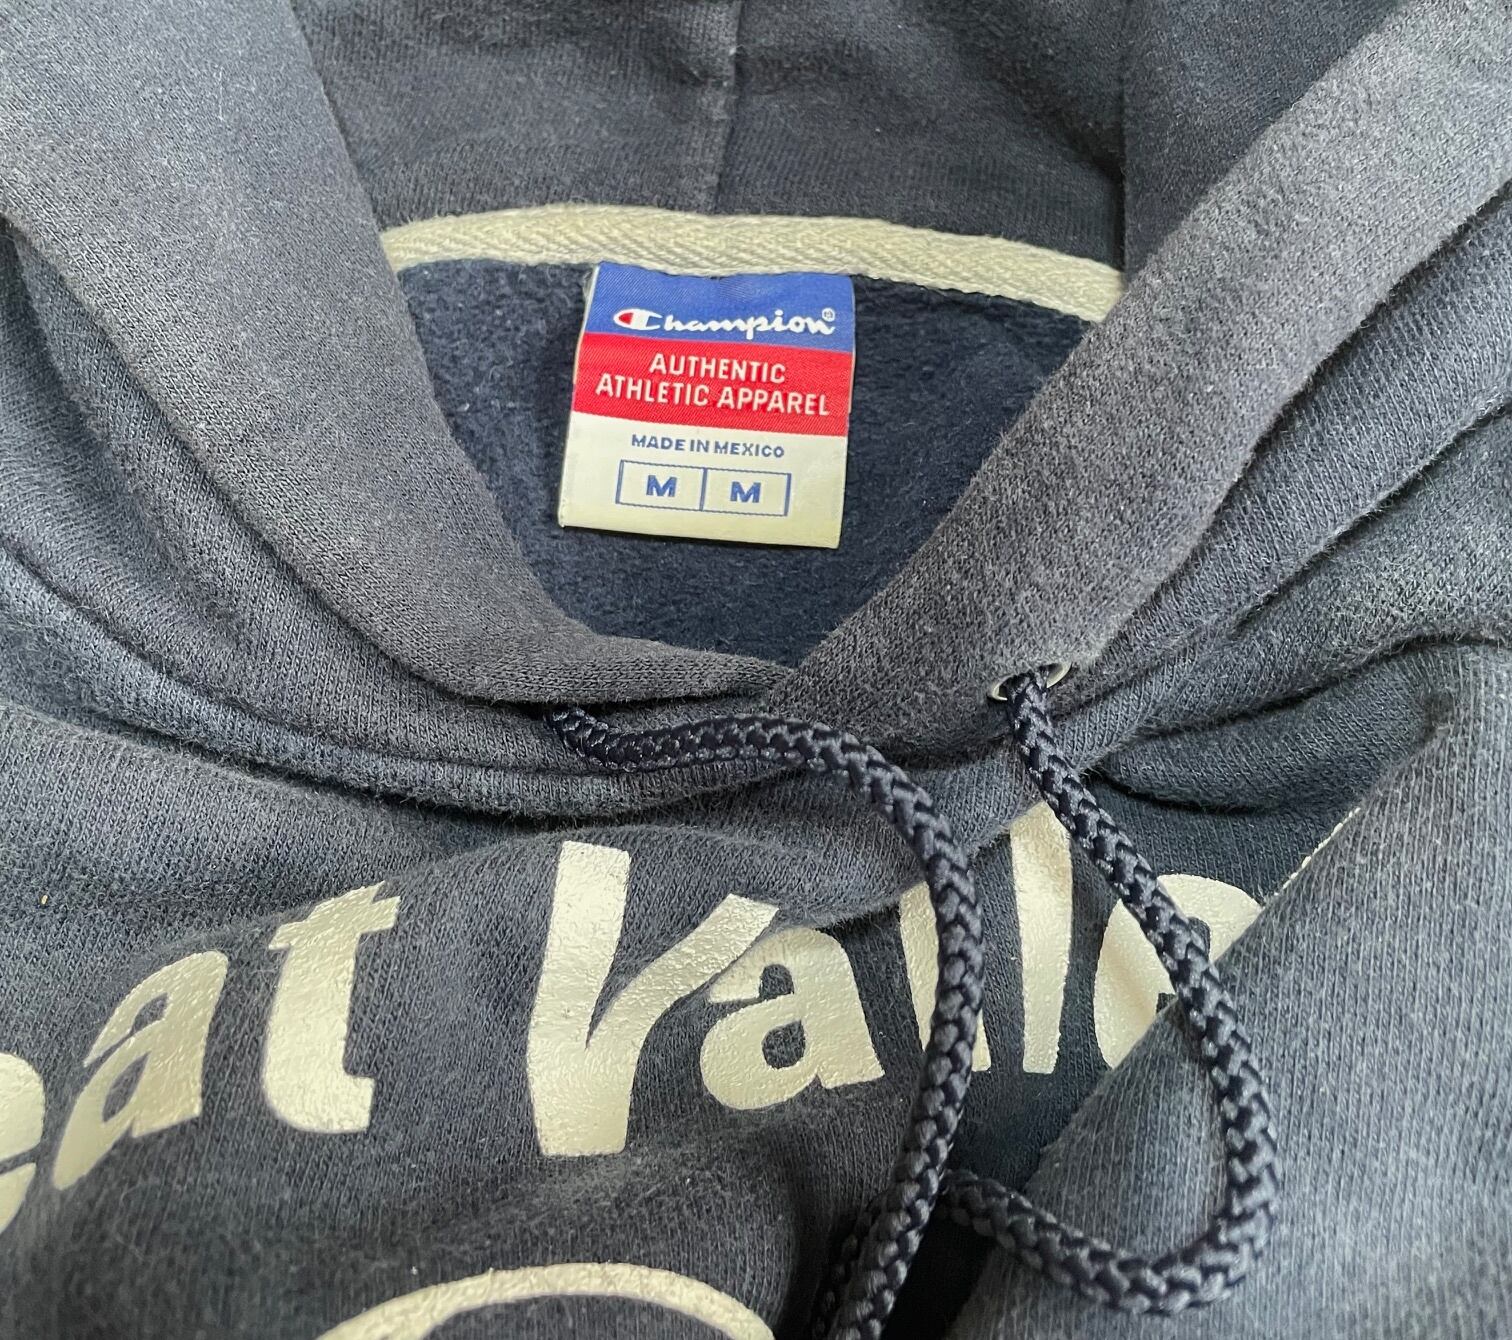 Champion®
AUTHENTIC
ATHLETIC APPAREL
MADE IN MEXICO
M M
eat Valle